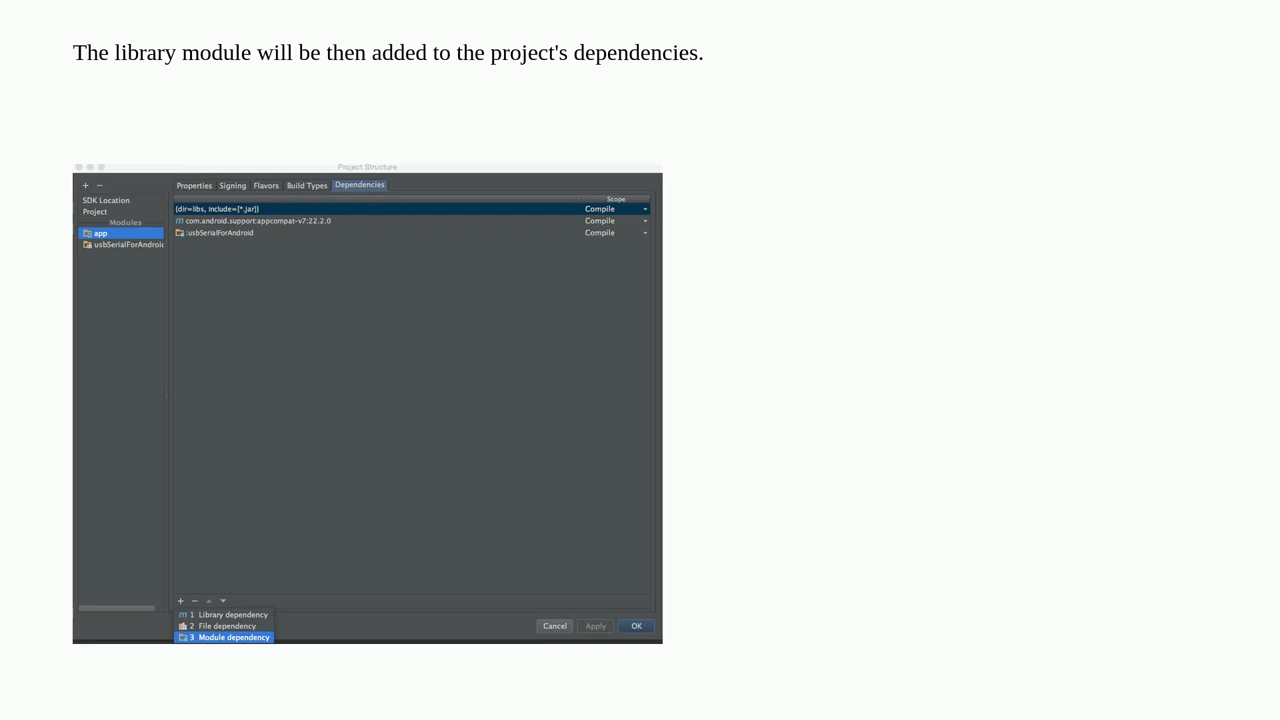 The library module will be then added to the project's dependencies.
Project Structure
+ −
SDK Location
Project
Modules
app
usbSerialForAndroid
Properties Signing Flavors Build Types Dependencies
Scope
{dir=libs, include=[*.jar]} Compile
m com.android.support:appcompat-v7:22.2.0 Compile
:usbSerialForAndroid Compile
+ −
m 1 Library dependency
2 File dependency
3 Module dependency
Cancel Apply OK